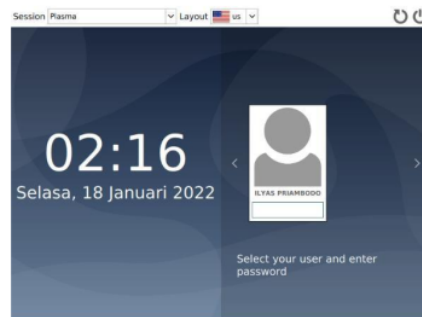 Session Plasma Layout us
02:16
Selasa, 18 Januari 2022
ILYAS PRIAMBODO
Select your user and enter
password